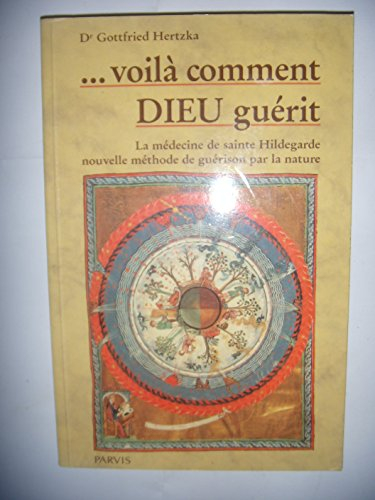 Dr Gottfried Hertzka
...voilà comment
DIEU guérit
La médecine de sainte Hildegarde
nouvelle méthode de guérison par la nature
PARVIS